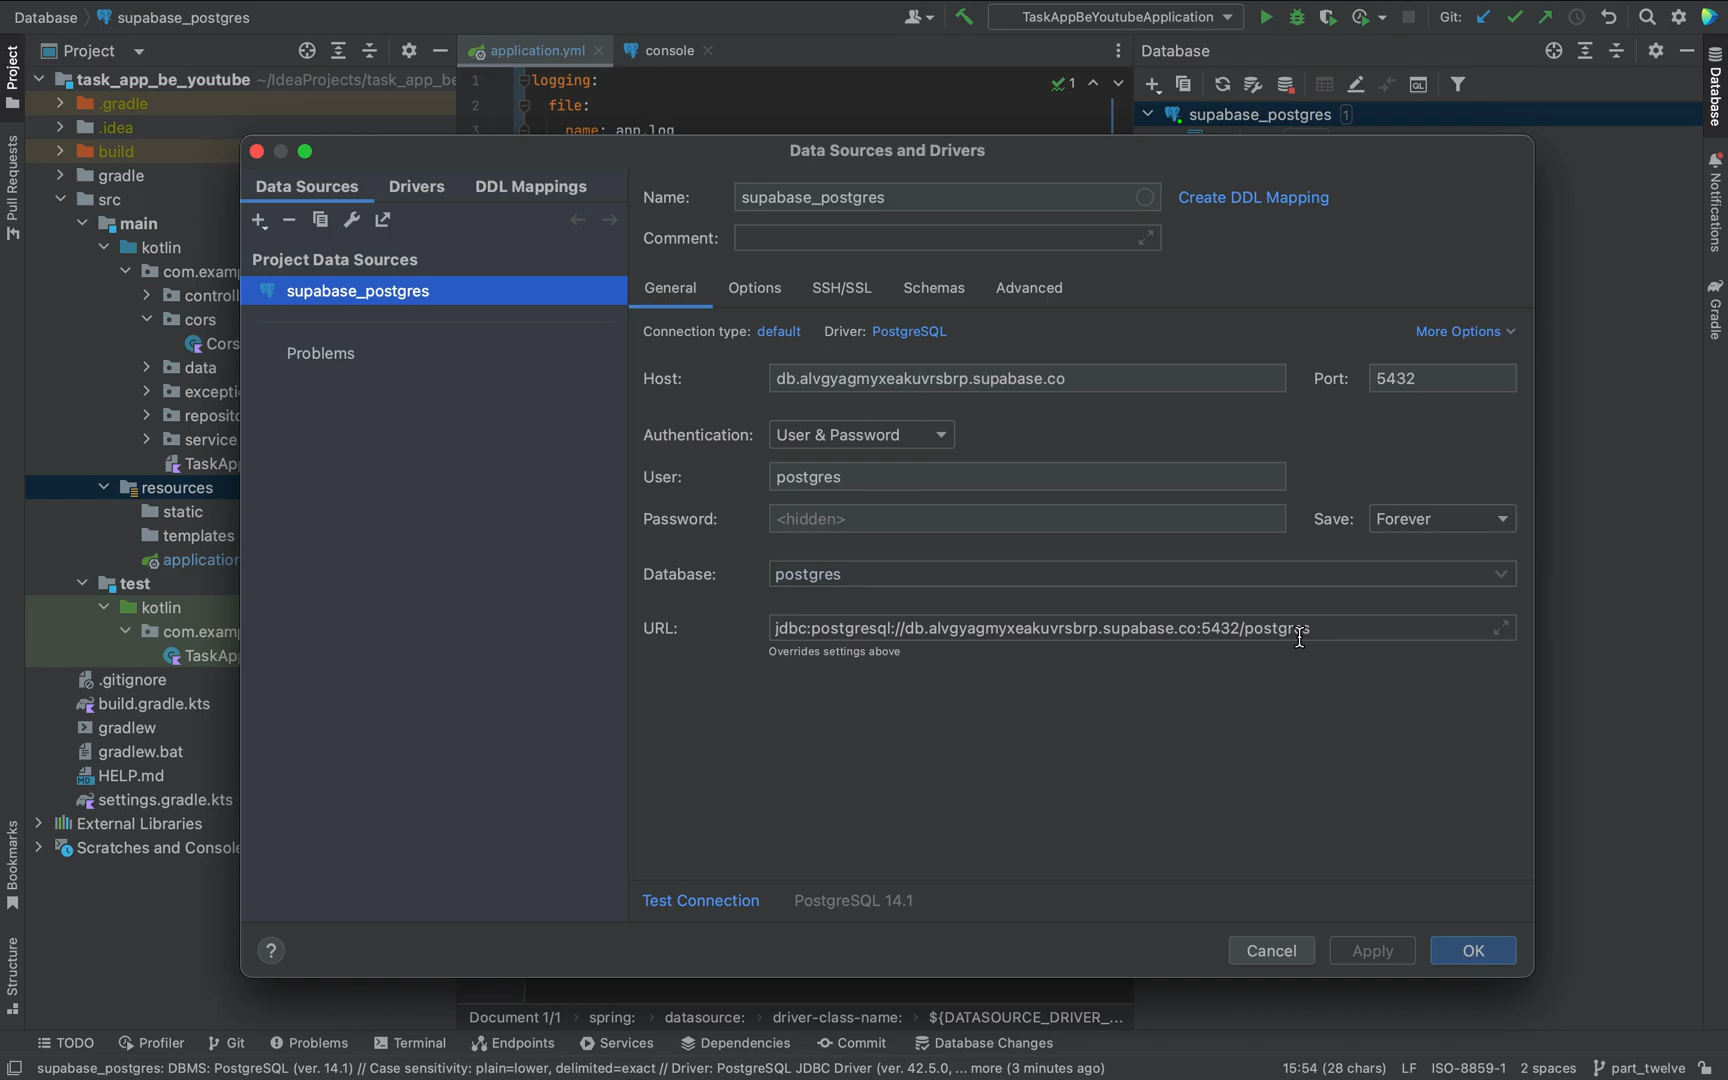 Database supabase_postgres TaskAppBeYoutubeApplication Git:
Project application.yml console Database
task_app_be_youtube ~/IdeaProjects/task_app_be
1 logging:
.gradle
2 file:
supabase_postgres 1
.idea
3 name: app.log
build
Data Sources and Drivers
gradle
Data Sources Drivers DDL Mappings
src
Name: supabase_postgres Create DDL Mapping
main
Comment:
kotlin
Project Data Sources
com.examp
supabase_postgres
General Options SSH/SSL Schemas Advanced
controll
cors
Connection type: default Driver: PostgreSQL More Options
Cors
Problems
data
Host: db.alvgyagmyxeakuvrsbrp.supabase.co Port: 5432
excepti
reposito
Authentication: User & Password
service
TaskAp
User: postgres
resources
static
Password: <hidden> Save: Forever
templates
application
Database: postgres
test
kotlin
URL: jdbc:postgresql://db.alvgyagmyxeakuvrsbrp.supabase.co:5432/postgres
com.examp
Overrides settings above
TaskAp
.gitignore
build.gradle.kts
gradlew
gradlew.bat
HELP.md
settings.gradle.kts
External Libraries
Scratches and Console
Test Connection PostgreSQL 14.1
? Cancel Apply OK
Document 1/1 spring: datasource: driver-class-name: ${DATASOURCE_DRIVER_...
TODO Profiler Git Problems Terminal Endpoints Services Dependencies Commit Database Changes
supabase_postgres: DBMS: PostgreSQL (ver. 14.1) // Case sensitivity: plain=lower, delimited=exact // Driver: PostgreSQL JDBC Driver (ver. 42.5.0, ... more (3 minutes ago) 15:54 (28 chars) LF ISO-8859-1 2 spaces part_twelve
Project
Pull Requests
Bookmarks
Structure
Database
Notifications
Gradle
1